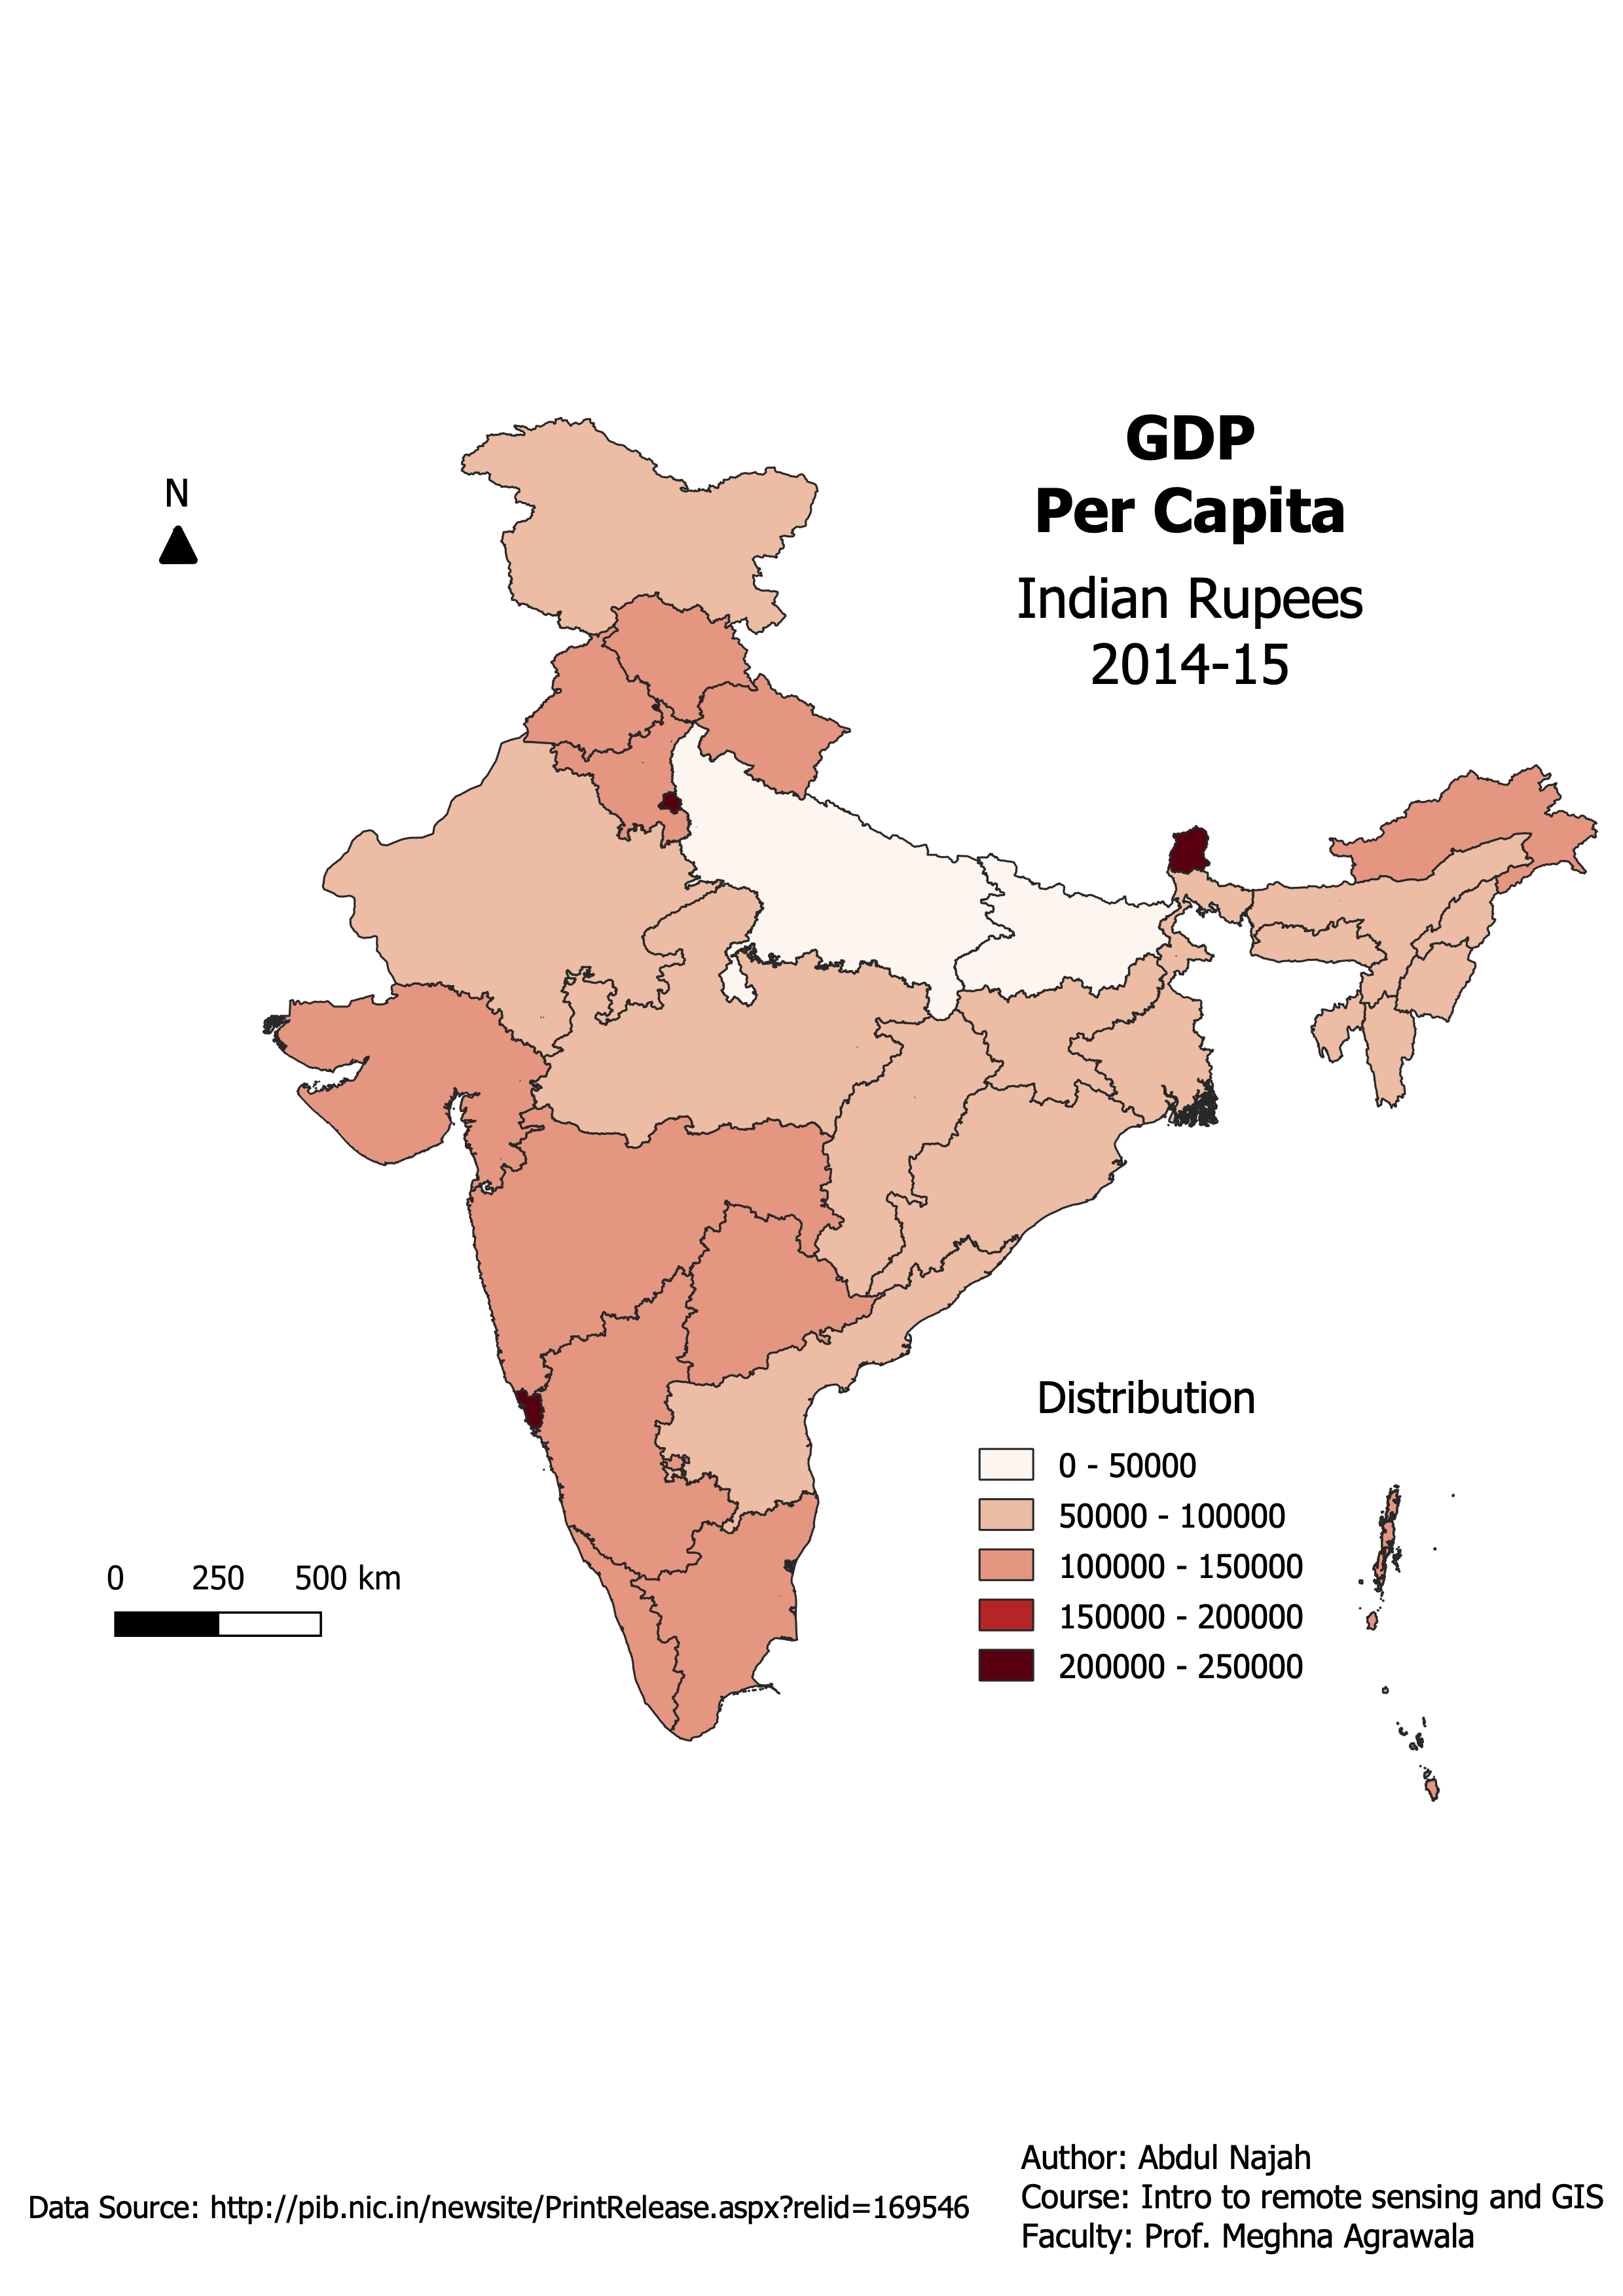 GDP
Per Capita
Indian Rupees
2014-15
N
Distribution
0 - 50000
50000 - 100000
100000 - 150000
150000 - 200000
200000 - 250000
0 250 500 km
Data Source: http://pib.nic.in/newsite/PrintRelease.aspx?relid=169546
Author: Abdul Najah
Course: Intro to remote sensing and GIS
Faculty: Prof. Meghna Agrawala